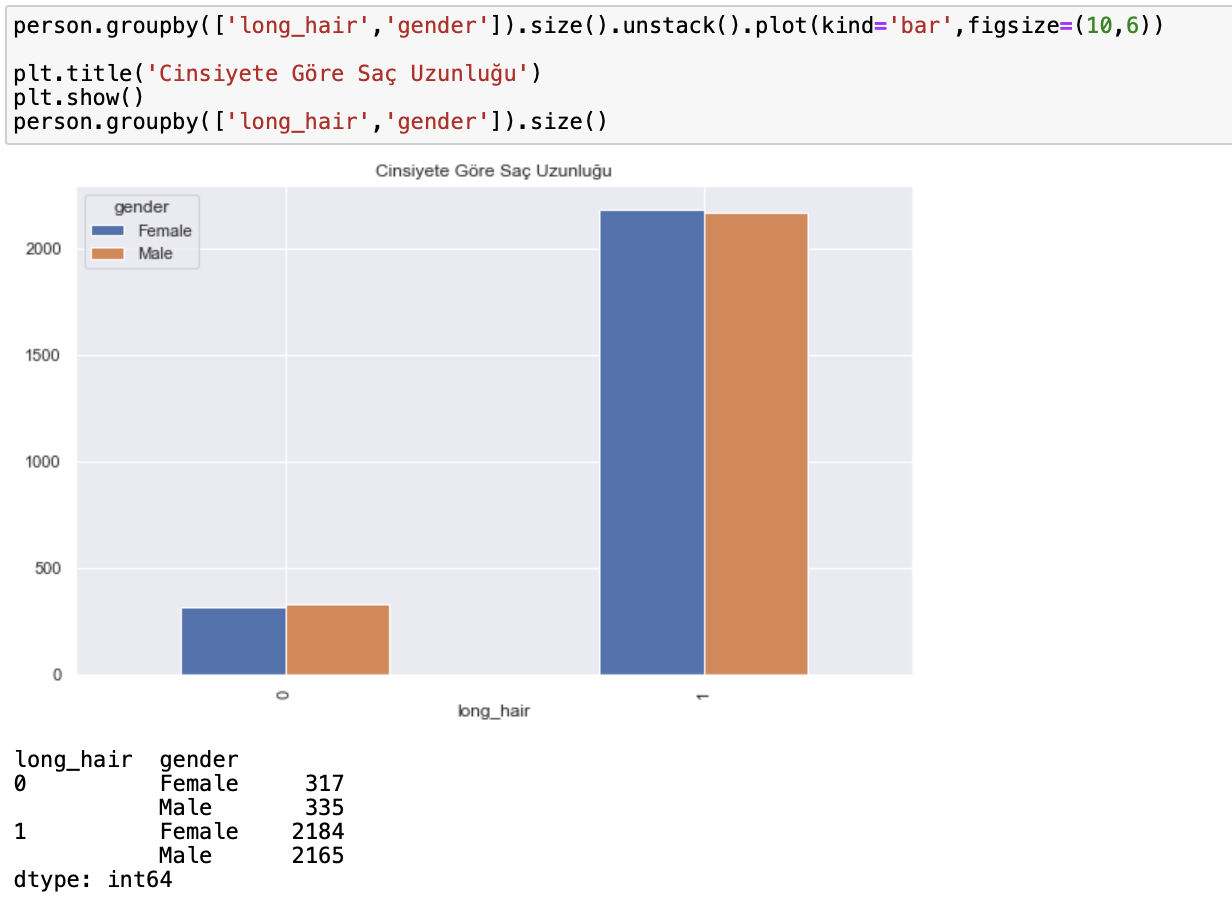 person.groupby(['long_hair','gender']).size().unstack().plot(kind='bar',figsize=(10,6))
plt.title('Cinsiyete Göre Saç Uzunluğu')
plt.show()
person.groupby(['long_hair','gender']).size()
Cinsiyete Göre Saç Uzunluğu
gender
Female
Male
2000
1500
1000
500
0
0 1
long_hair
long_hair gender
0 Female 317
Male 335
1 Female 2184
Male 2165
dtype: int64